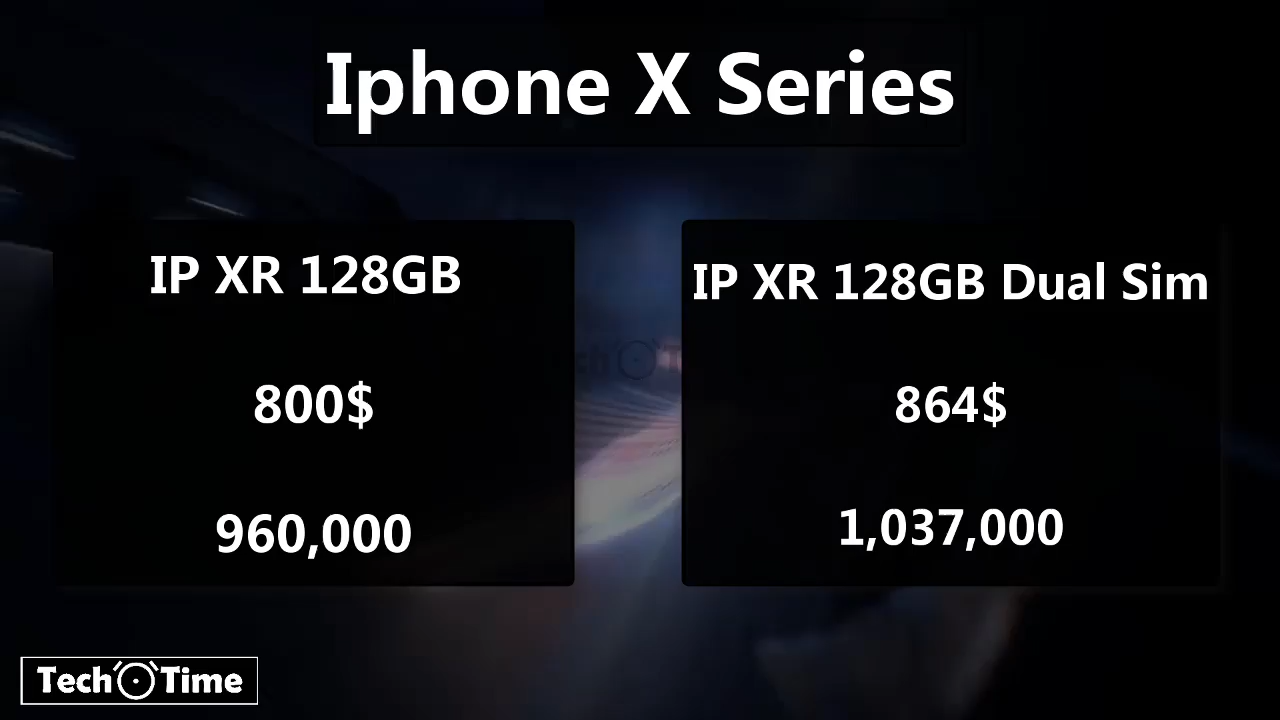 Iphone X Series
IP XR 128GB
800$
960,000
IP XR 128GB Dual Sim
864$
1,037,000
Tech Time